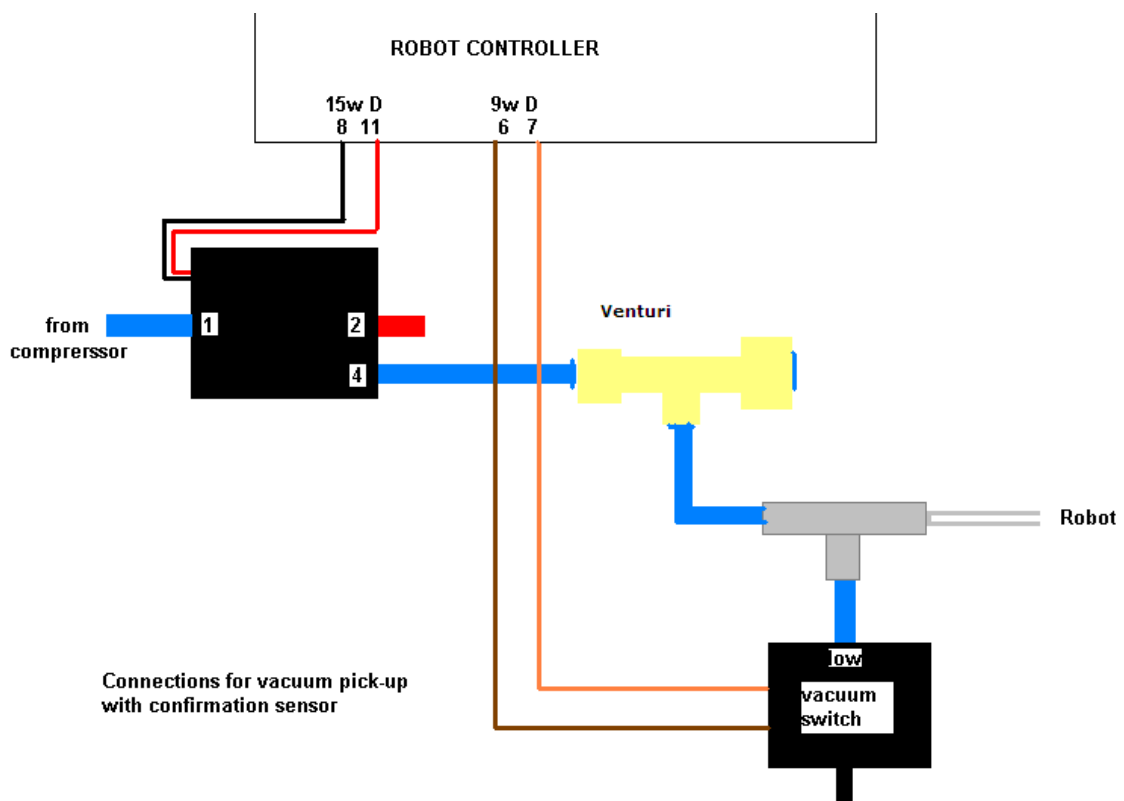 ROBOT CONTROLLER
15w D
8 11
9w D
6 7
from
comprerssor
1
2
4
Venturi
Robot
low
vacuum
switch
Connections for vacuum pick-up
with confirmation sensor